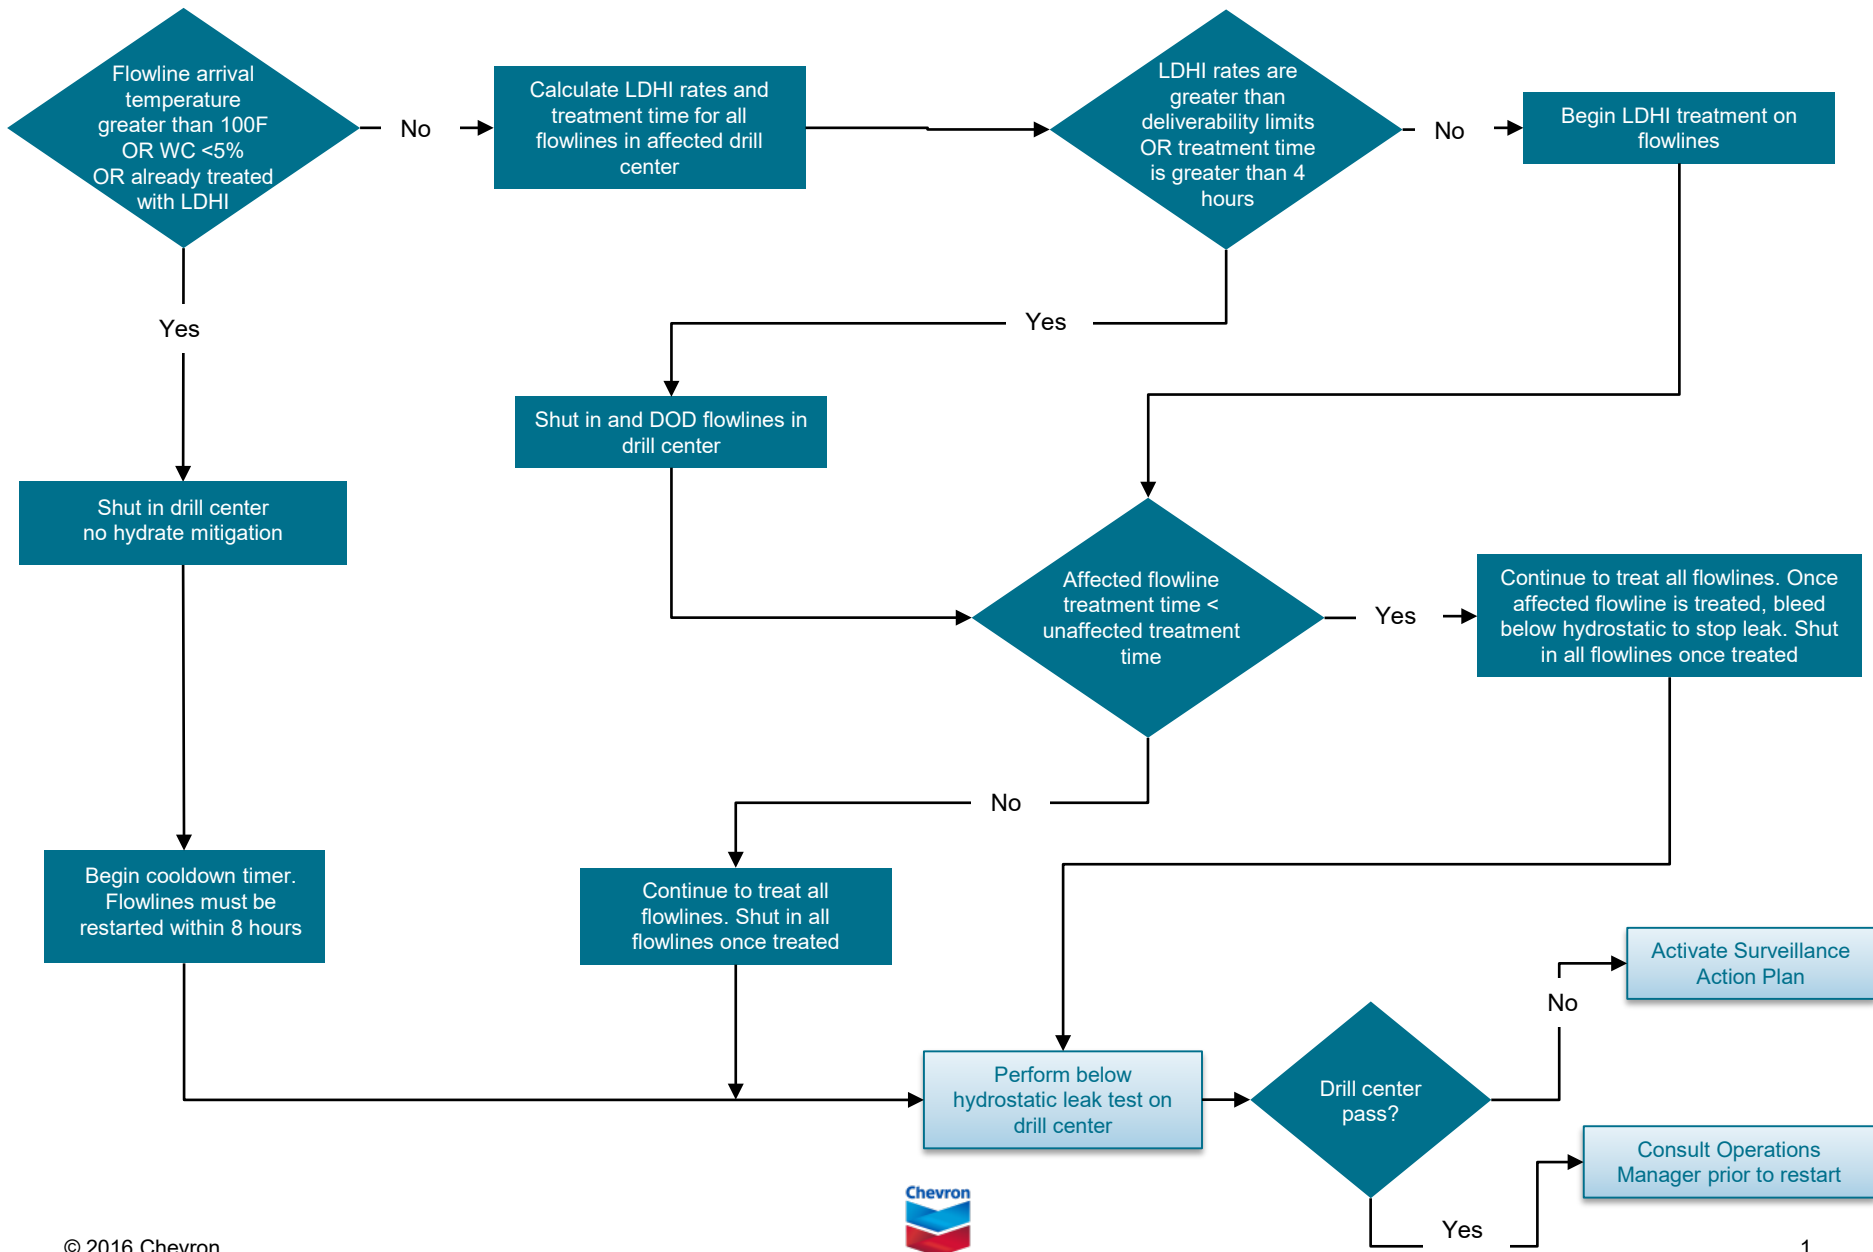 Flowline arrival
temperature
greater than 100F
OR WC <5%
OR already treated
with LDHI
No
Calculate LDHI rates and
treatment time for all
flowlines in affected drill
center
LDHI rates are
greater than
deliverability limits
OR treatment time
is greater than 4
hours
No
Begin LDHI treatment on
flowlines
Yes
Yes
Shut in and DOD flowlines in
drill center
Shut in drill center
no hydrate mitigation
Affected flowline
treatment time <
unaffected treatment
time
Yes
Continue to treat all flowlines. Once
affected flowline is treated, bleed
below hydrostatic to stop leak. Shut
in all flowlines once treated
No
Begin cooldown timer.
Flowlines must be
restarted within 8 hours
Continue to treat all
flowlines. Shut in all
flowlines once treated
Activate Surveillance
Action Plan
No
Perform below
hydrostatic leak test on
drill center
Drill center
pass?
Consult Operations
Manager prior to restart
Yes
Chevron
© 2016 Chevron
1